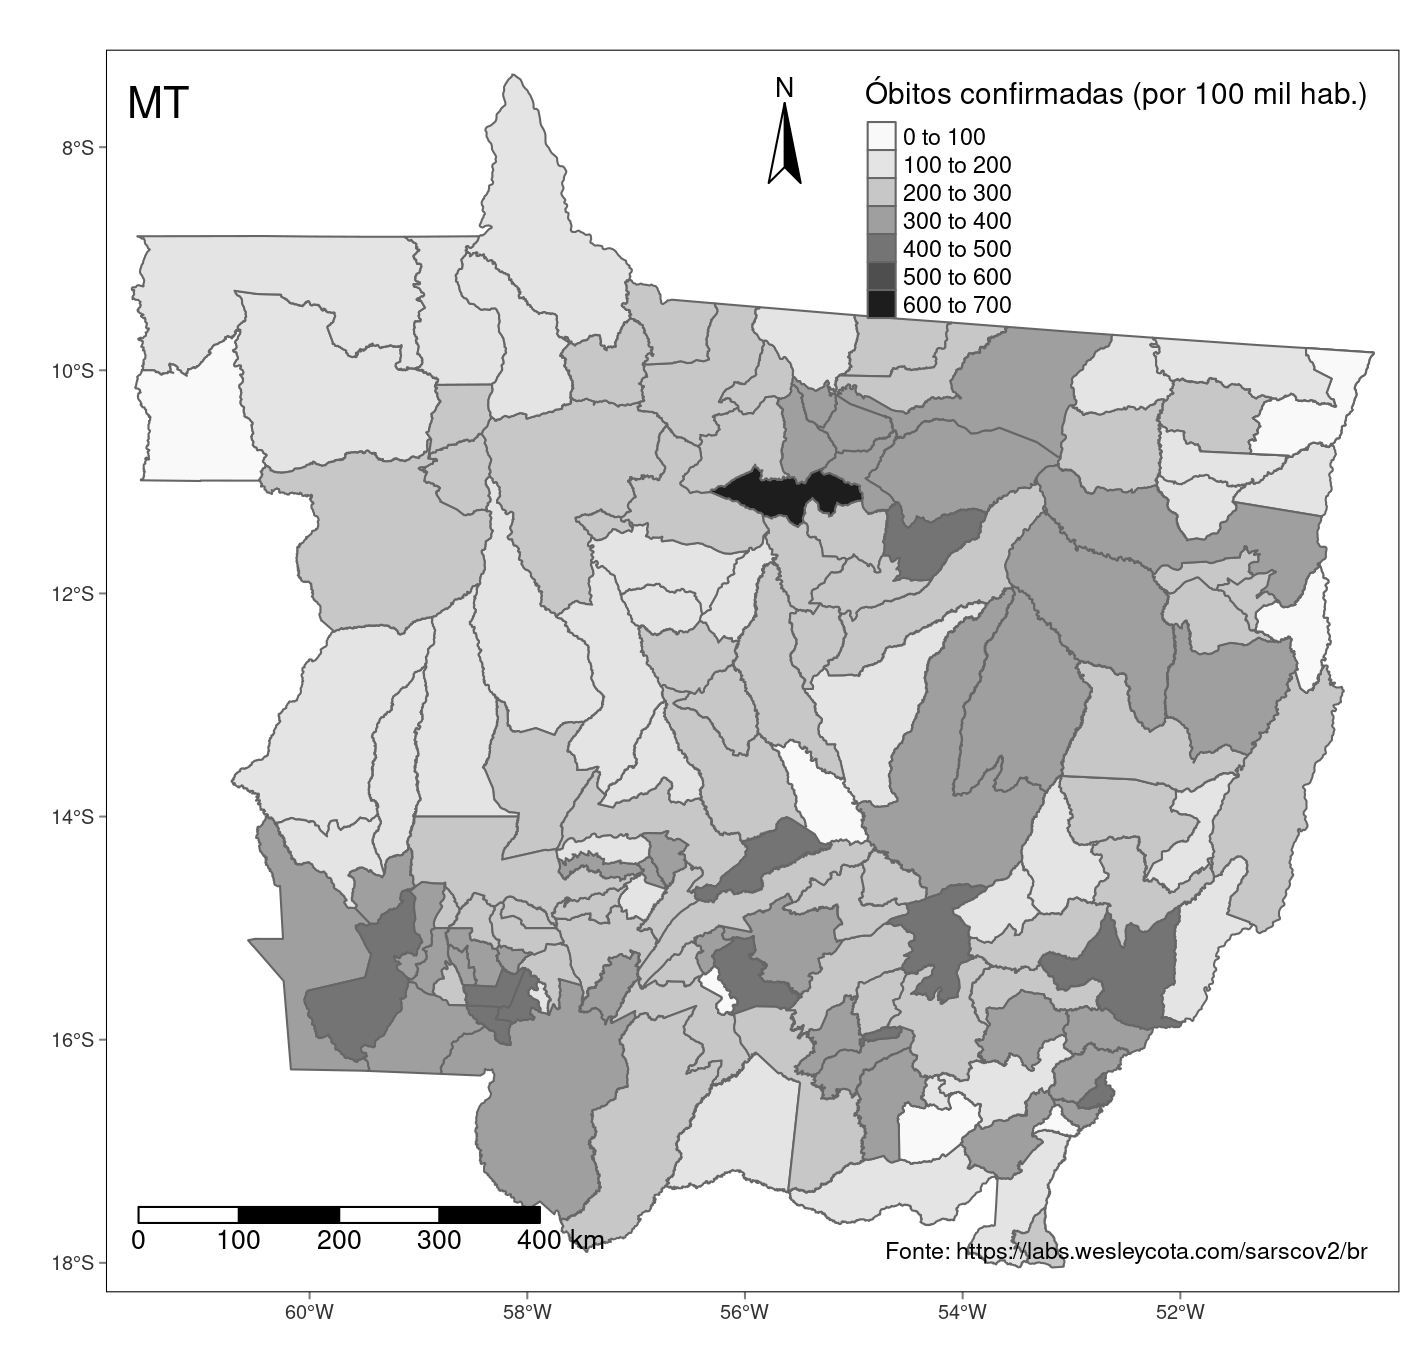 MT
N
Óbitos confirmadas (por 100 mil hab.)
0 to 100
100 to 200
200 to 300
300 to 400
400 to 500
500 to 600
600 to 700
8°S
10°S
12°S
14°S
16°S
18°S
0 100 200 300 400 km
Fonte: https://labs.wesleycota.com/sarscov2/br
60°W 58°W 56°W 54°W 52°W